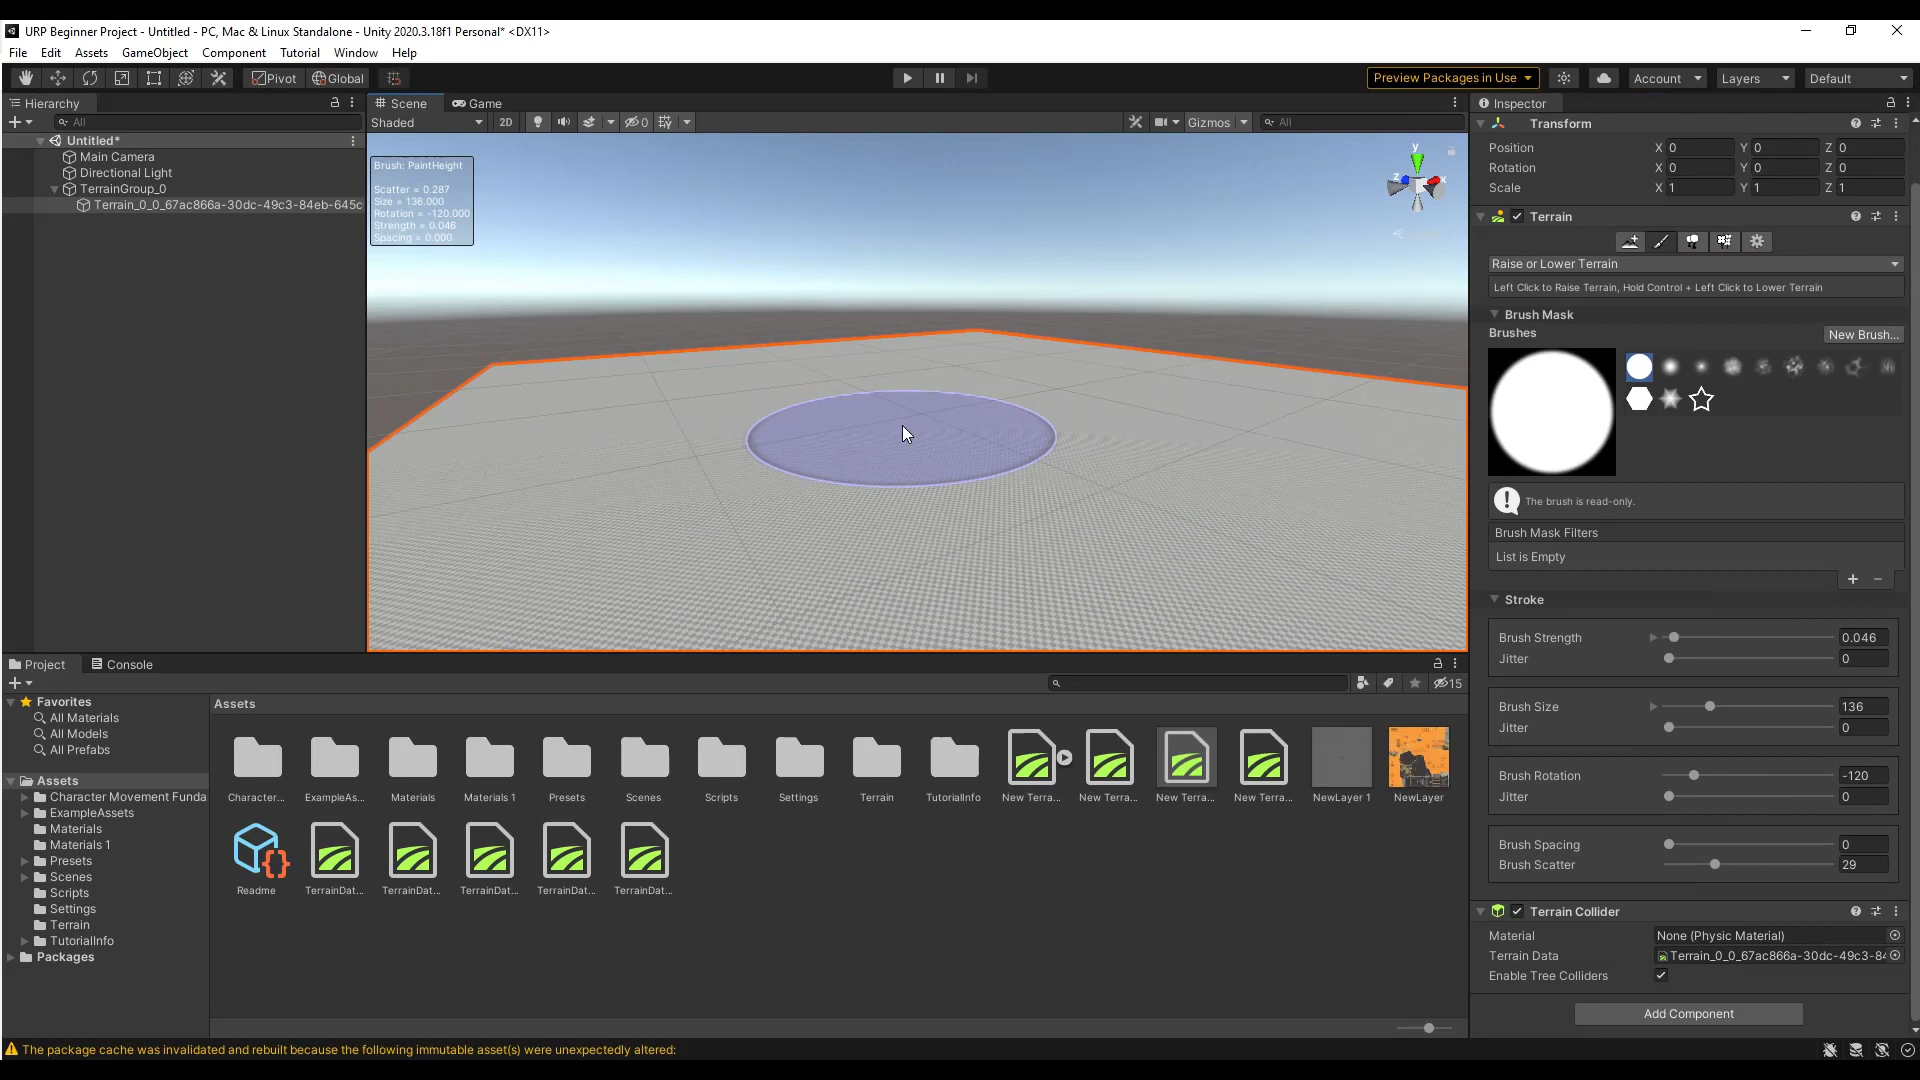 URP Beginner Project - Untitled - PC, Mac & Linux Standalone - Unity 2020.3.18f1 Personal* <DX11>
File Edit Assets GameObject Component Tutorial Window Help
Pivot Global Preview Packages in Use Account Layers Default
Hierarchy
All
Untitled*
Main Camera
Directional Light
TerrainGroup_0
Terrain_0_0_67ac866a-30dc-49c3-84eb-645c
Scene Game
Shaded 2D 0 Gizmos All
Brush: PaintHeight
Scatter = 0.287
Size = 136.000
Rotation = -120.000
Strength = 0.046
Spacing = 0.000
y
z x
Inspector
Transform
Position X 0 Y 0 Z 0
Rotation X 0 Y 0 Z 0
Scale X 1 Y 1 Z 1
Terrain
Raise or Lower Terrain
Left Click to Raise Terrain, Hold Control + Left Click to Lower Terrain
Brush Mask
Brushes
New Brush...
The brush is read-only.
Brush Mask Filters
List is Empty
Stroke
Brush Strength 0.046
Jitter 0
Brush Size 136
Jitter 0
Brush Rotation -120
Jitter 0
Brush Spacing 0
Brush Scatter 29
Terrain Collider
Material None (Physic Material)
Terrain Data Terrain_0_0_67ac866a-30dc-49c3-84
Enable Tree Colliders
Add Component
Project Console
15
Favorites
All Materials
All Models
All Prefabs
Assets
Character Movement Funda
ExampleAssets
Materials
Materials 1
Presets
Scenes
Scripts
Settings
Terrain
TutorialInfo
Packages
Assets
Character... ExampleAs... Materials Materials 1 Presets Scenes Scripts Settings Terrain TutorialInfo New Terra... New Terra... New Terra... New Terra... NewLayer 1 NewLayer
Readme TerrainDat... TerrainDat... TerrainDat... TerrainDat... TerrainDat...
The package cache was invalidated and rebuilt because the following immutable asset(s) were unexpectedly altered: